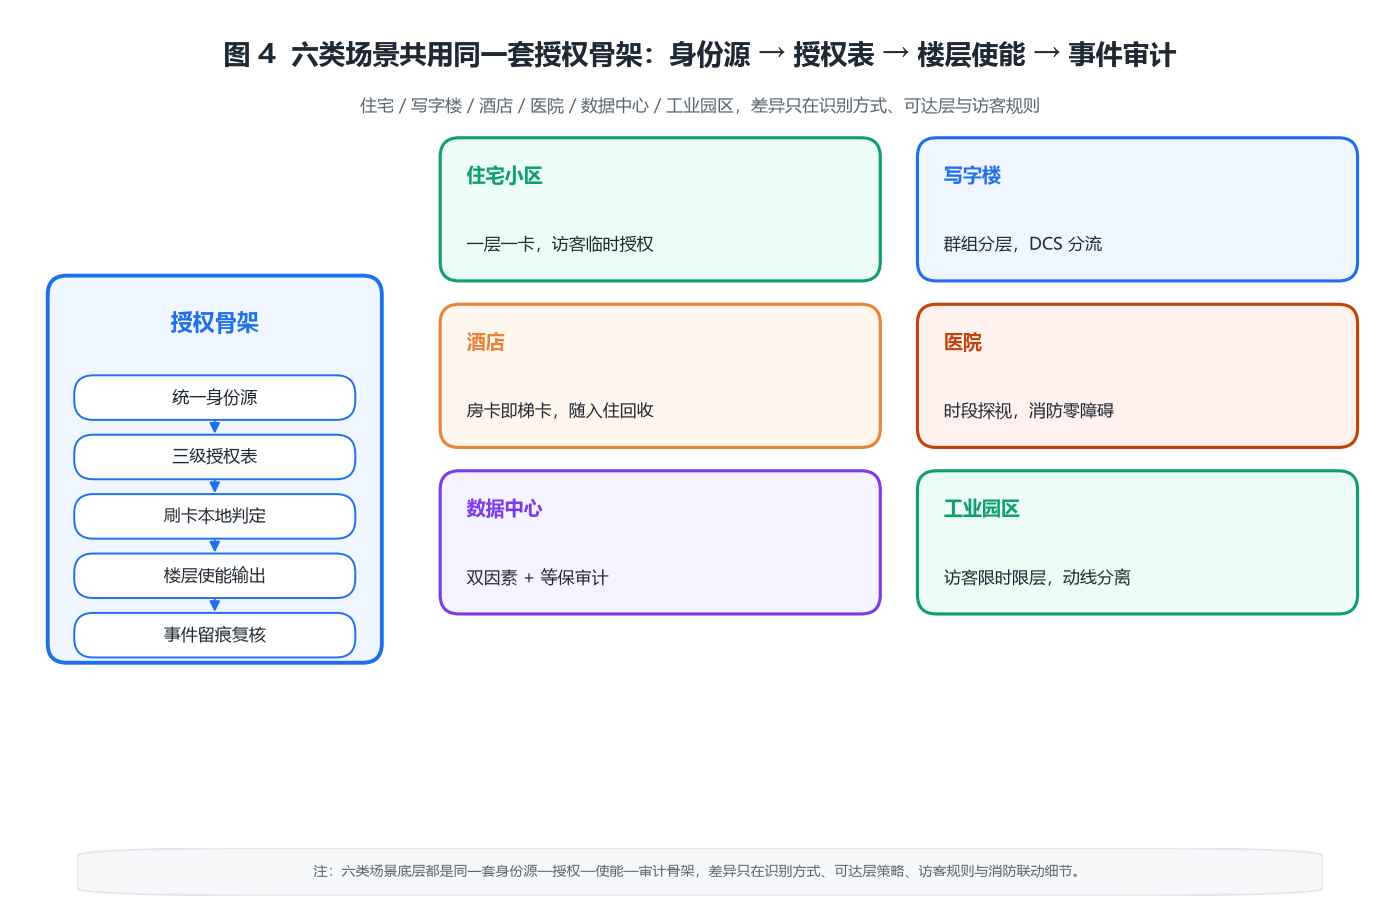 图 4 六类场景共用同一套授权骨架：身份源 → 授权表 → 楼层使能 → 事件审计
住宅 / 写字楼 / 酒店 / 医院 / 数据中心 / 工业园区，差异只在识别方式、可达层与访客规则
授权骨架
统一身份源
三级授权表
刷卡本地判定
楼层使能输出
事件留痕复核
住宅小区
一层一卡，访客临时授权
写字楼
群组分层，DCS 分流
酒店
房卡即梯卡，随入住回收
医院
时段探视，消防零障碍
数据中心
双因素 + 等保审计
工业园区
访客限时限层，动线分离
注：六类场景底层都是同一套身份源—授权—使能—审计骨架，差异只在识别方式、可达层策略、访客规则与消防联动细节。